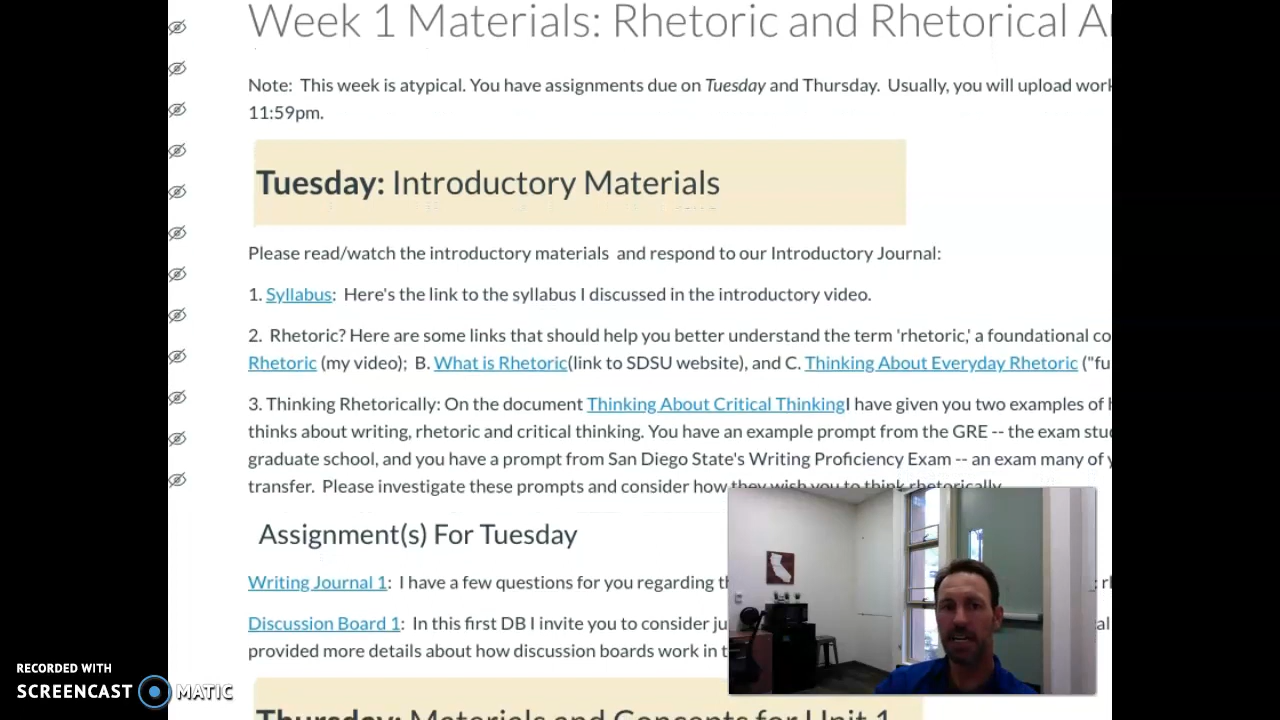 Week 1 Materials: Rhetoric and Rhetorical
Note:  This week is atypical. You have assignments due on Tuesday and Thursday.  Usually, you will upload
11:59pm.
Tuesday: Introductory Materials
Please read/watch the introductory materials  and respond to our Introductory Journal:
1. Syllabus:  Here's the link to the syllabus I discussed in the introductory video.
2.  Rhetoric? Here are some links that should help you better understand the term 'rhetoric,' a foundational
Rhetoric (my video);  B. What is Rhetoric(link to SDSU website), and C. Thinking About Everyday Rhetoric ("fu
3. Thinking Rhetorically: On the document Thinking About Critical ThinkingI have given you two examples of
thinks about writing, rhetoric and critical thinking. You have an example prompt from the GRE -- the exam
graduate school, and you have a prompt from San Diego State's Writing Proficiency Exam -- an exam many of
transfer.  Please investigate these prompts and consider how they wish you to think rhetorically.
Assignment(s) For Tuesday
Writing Journal 1:  I have a few questions for you regarding
Discussion Board 1:  In this first DB I invite you to consider
provided more details about how discussion boards work in
Thursday: Materials and Concepts for Unit 1
RECORDED WITH
SCREENCAST MATIC